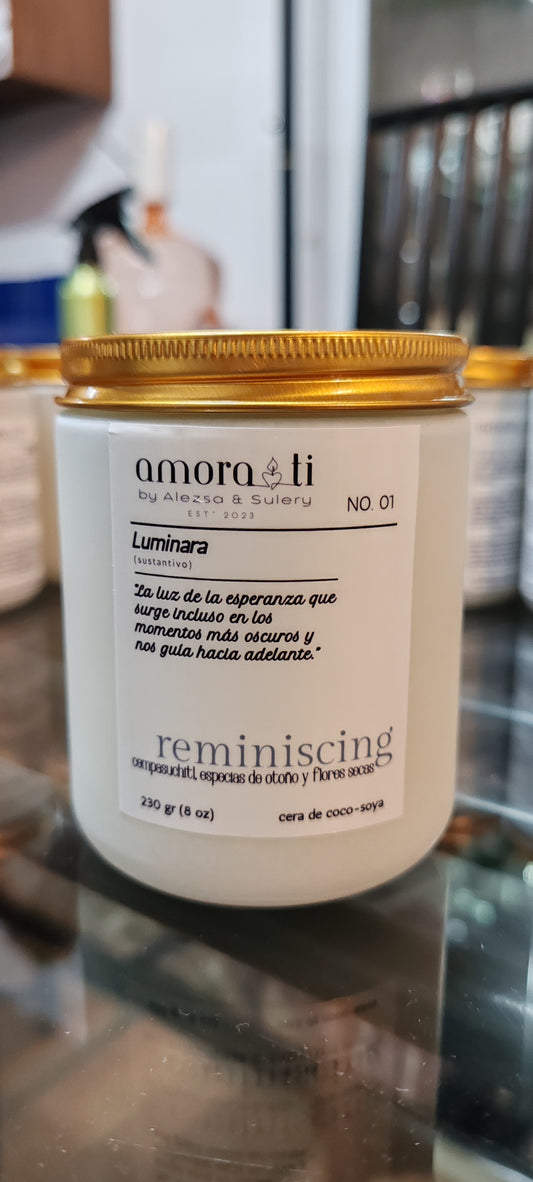 amora ti
by Alezsa & Sulery
EST' 2023
NO. 01
Luminara
(sustantivo)
"La luz de la esperanza que
surge incluso en los
momentos más oscuros y
nos guía hacia adelante."
reminiscing
cempasuchitl, especias de otoño y flores secas
230 gr (8 oz)
cera de coco-soya